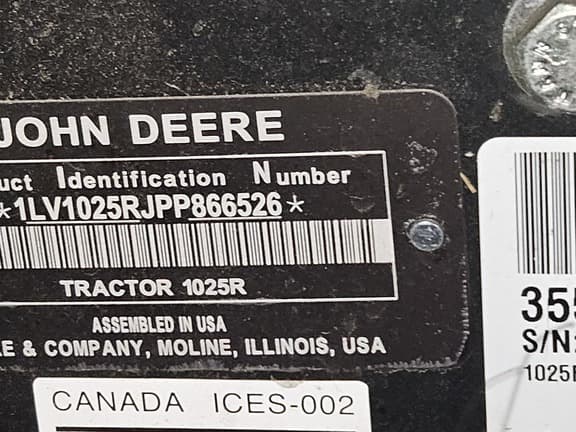 JOHN DEERE
uct Identification Number
*1LV1025RJPP866526*
TRACTOR 1025R
ASSEMBLED IN USA
E & COMPANY, MOLINE, ILLINOIS, USA
CANADA ICES-002
355
S/N
1025